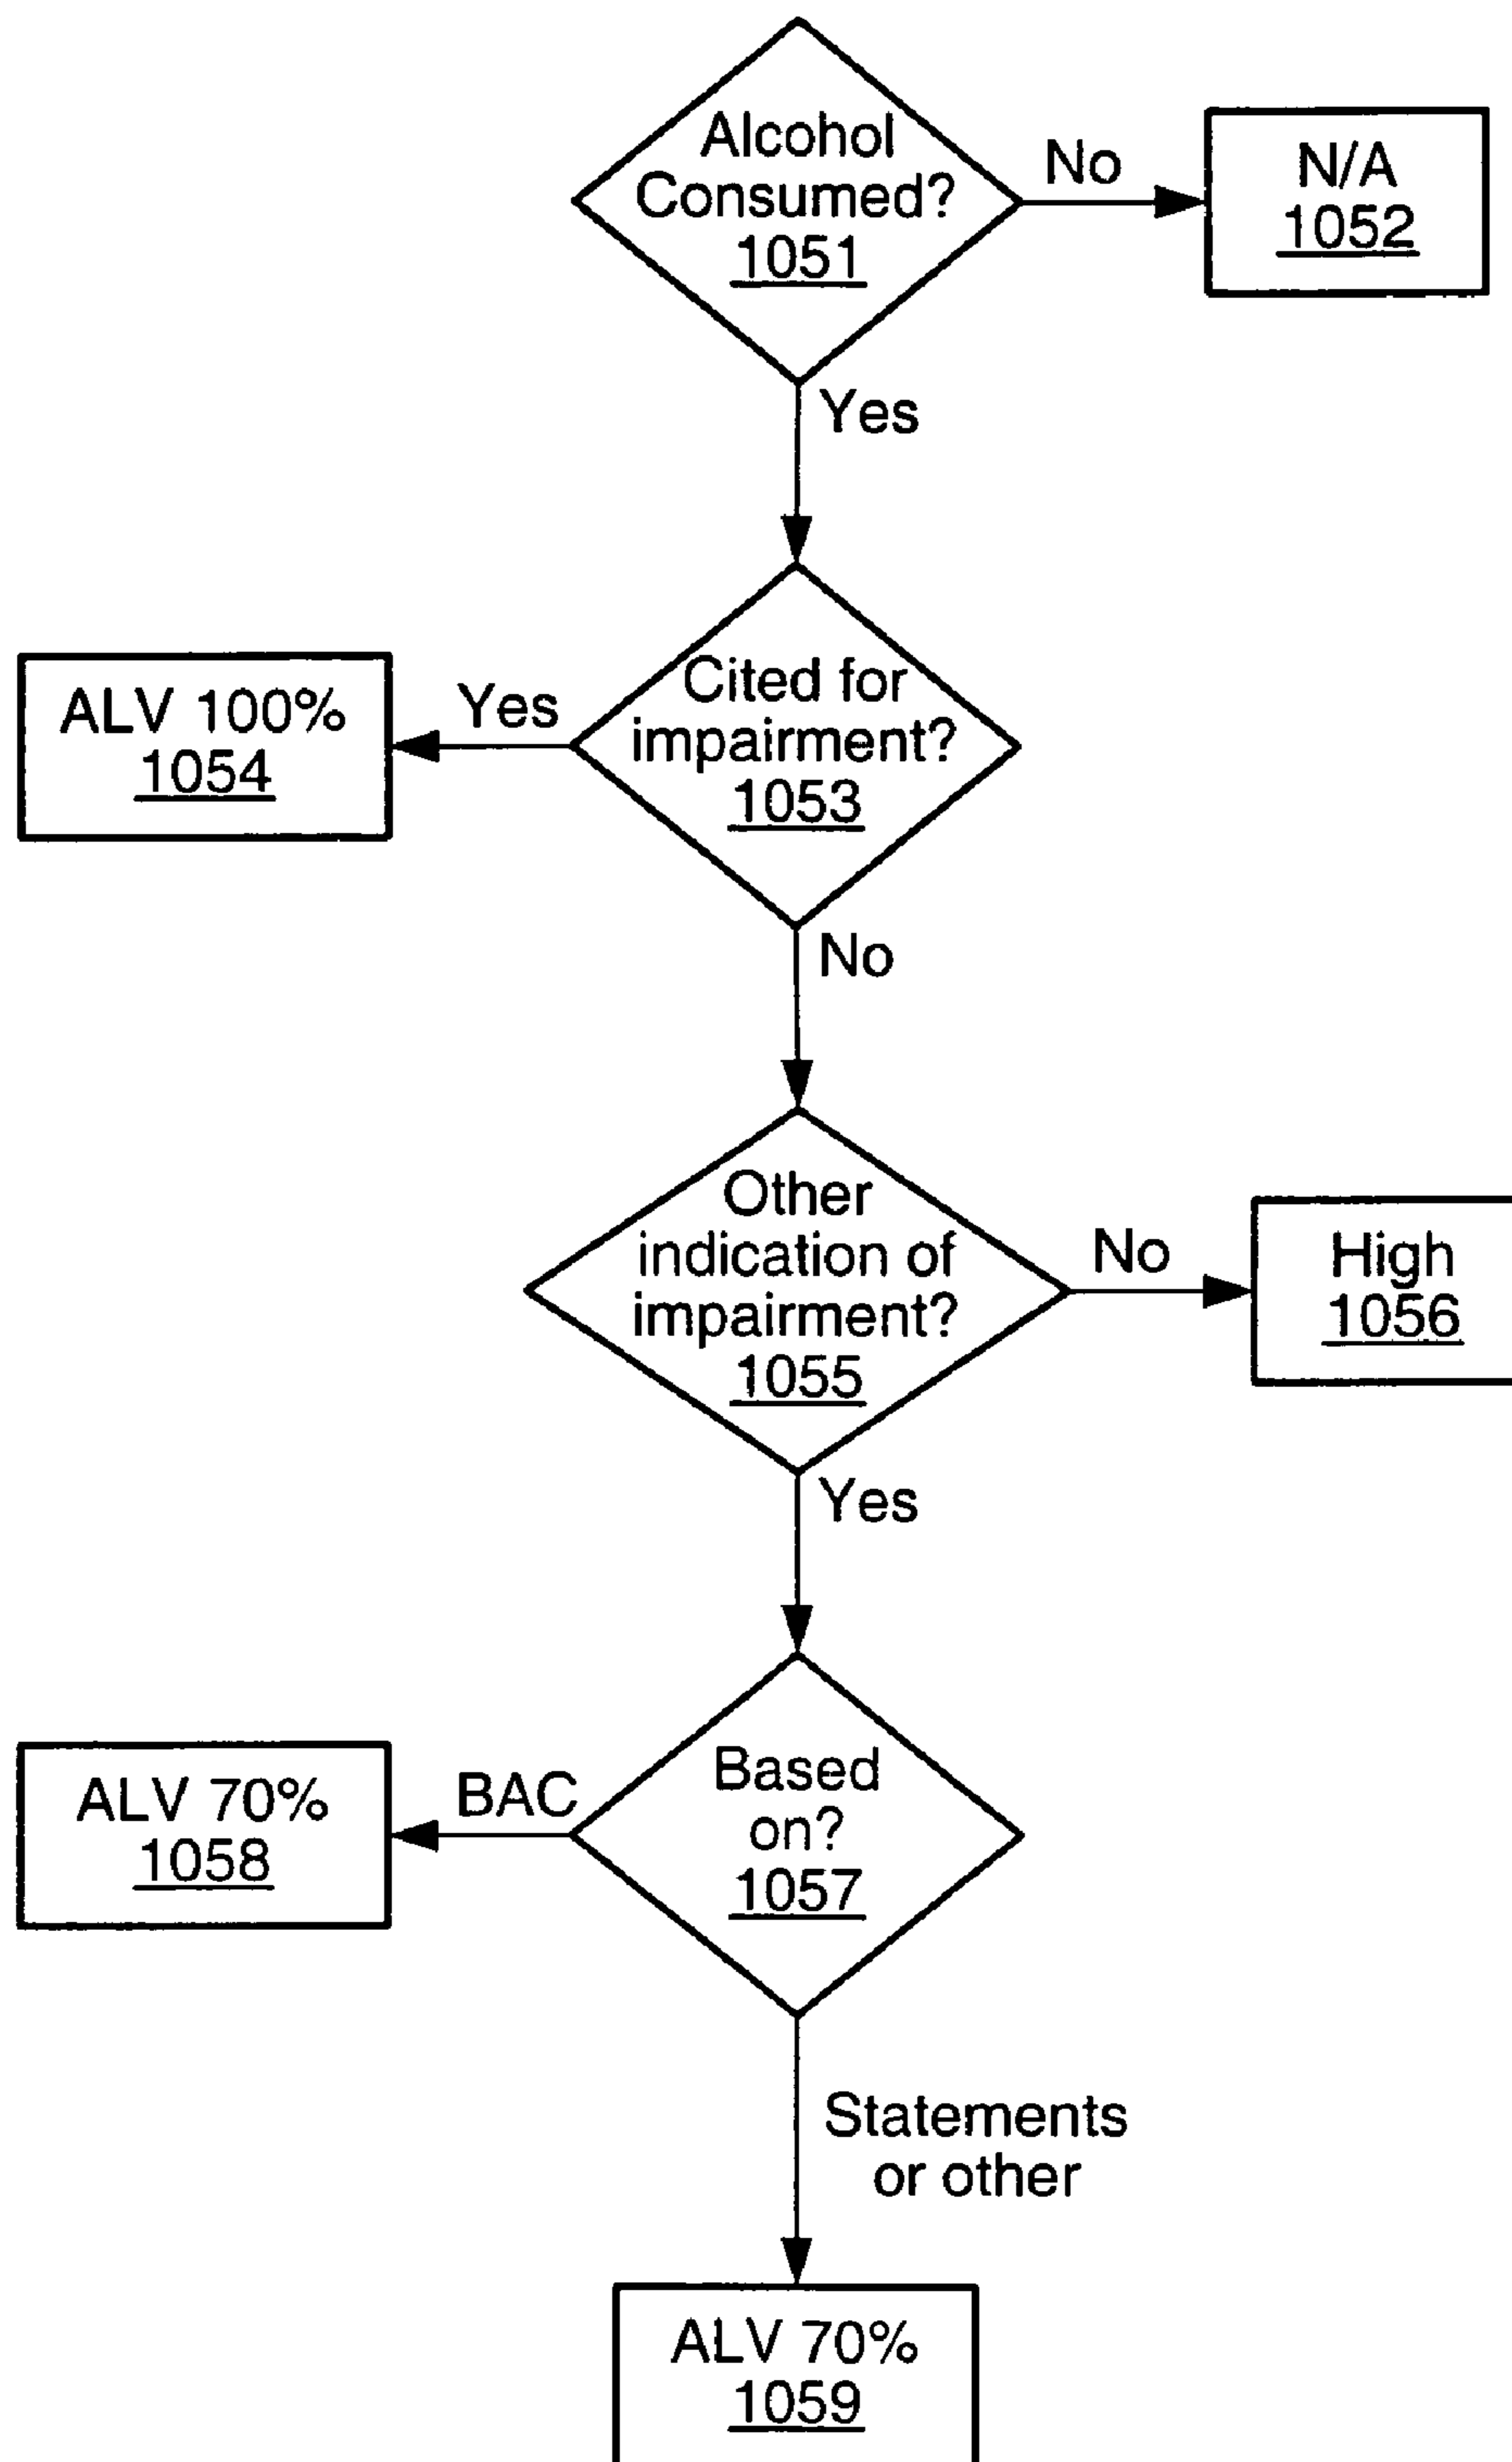 Alcohol
Consumed?
1051
No
N/A
1052
Yes
Cited for
impairment?
1053
Yes
ALV 100%
1054
No
Other
indication of
impairment?
1055
No
High
1056
Yes
Based
on?
1057
BAC
ALV 70%
1058
Statements
or other
ALV 70%
1059